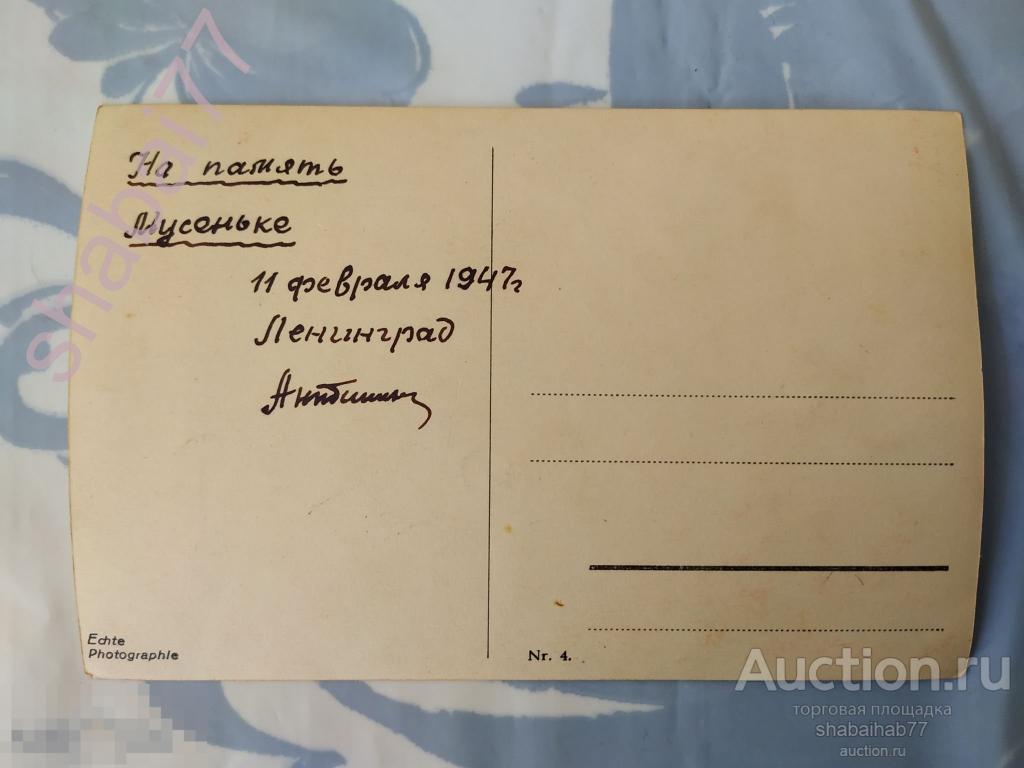 На память
Мусеньке
11 февраля 1947г
Ленинград
Echte
Photographie
Nr. 4.
shabai77
Auction.ru
торговая площадка
shabaihab77
auction.ru